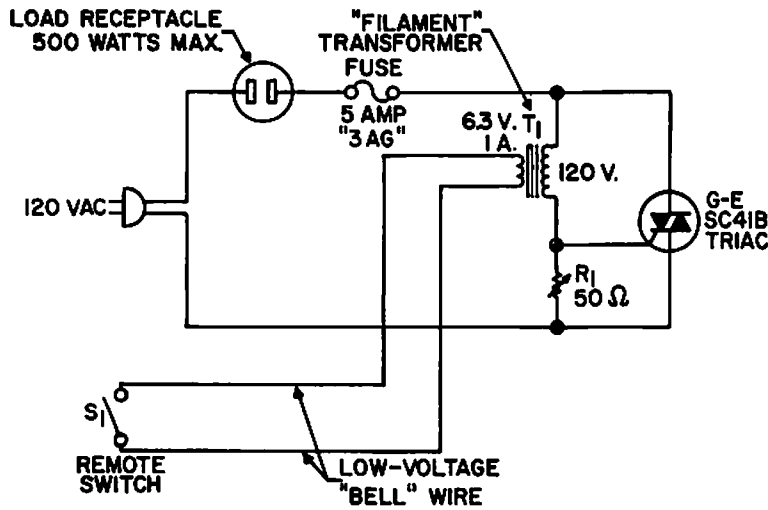 LOAD RECEPTACLE
500 WATTS MAX.
"FILAMENT"
TRANSFORMER
FUSE
5 AMP
"3 AG"
6.3 V. T1
1 A.
120 V.
120 VAC
G-E
SC41B
TRIAC
R1
50 Ω
S1
REMOTE
SWITCH
LOW-VOLTAGE
"BELL" WIRE